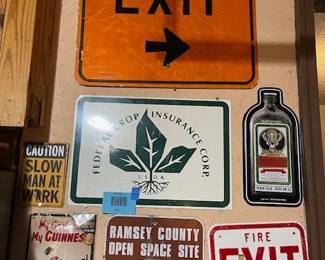 EXIT
FEDERAL CROP INSURANCE CORP.
U.S.D.A.
CAUTION
SLOW
MAN AT
WORK
My Guinness
RAMSEY COUNTY
OPEN SPACE SITE
FIRE
EXIT